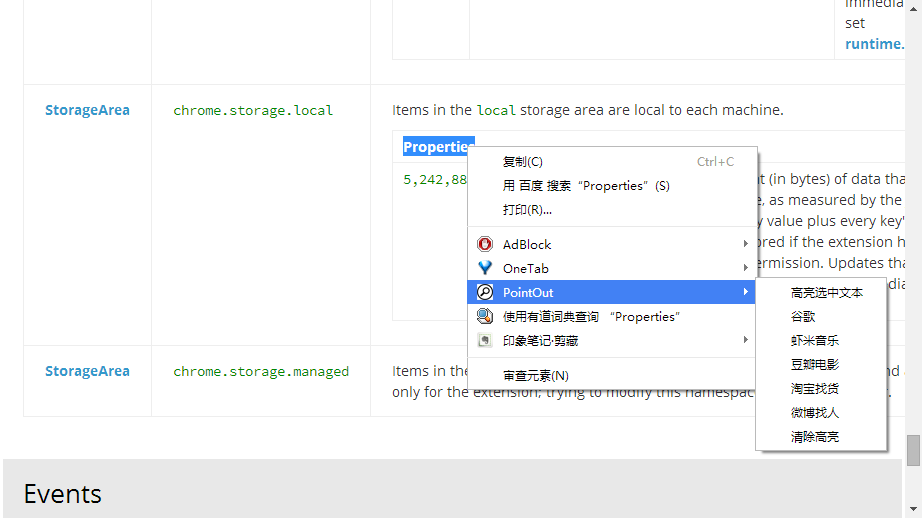 immedia
set
runtime.
StorageArea
chrome.storage.local
Items in the local storage area are local to each machine.
Properties
5,242,88
t (in bytes) of data tha
e, as measured by the
y value plus every key'
ored if the extension h
ermission. Updates tha
dia
复制(C) Ctrl+C
用 百度 搜索“Properties”(S)
打印(R)...
AdBlock
OneTab
PointOut
使用有道词典查询 “Properties”
印象笔记·剪藏
审查元素(N)
高亮选中文本
谷歌
虾米音乐
豆瓣电影
淘宝找货
微博找人
清除高亮
StorageArea
chrome.storage.managed
Items in the
nd a
only for the extension; trying to modify this namespac
Events